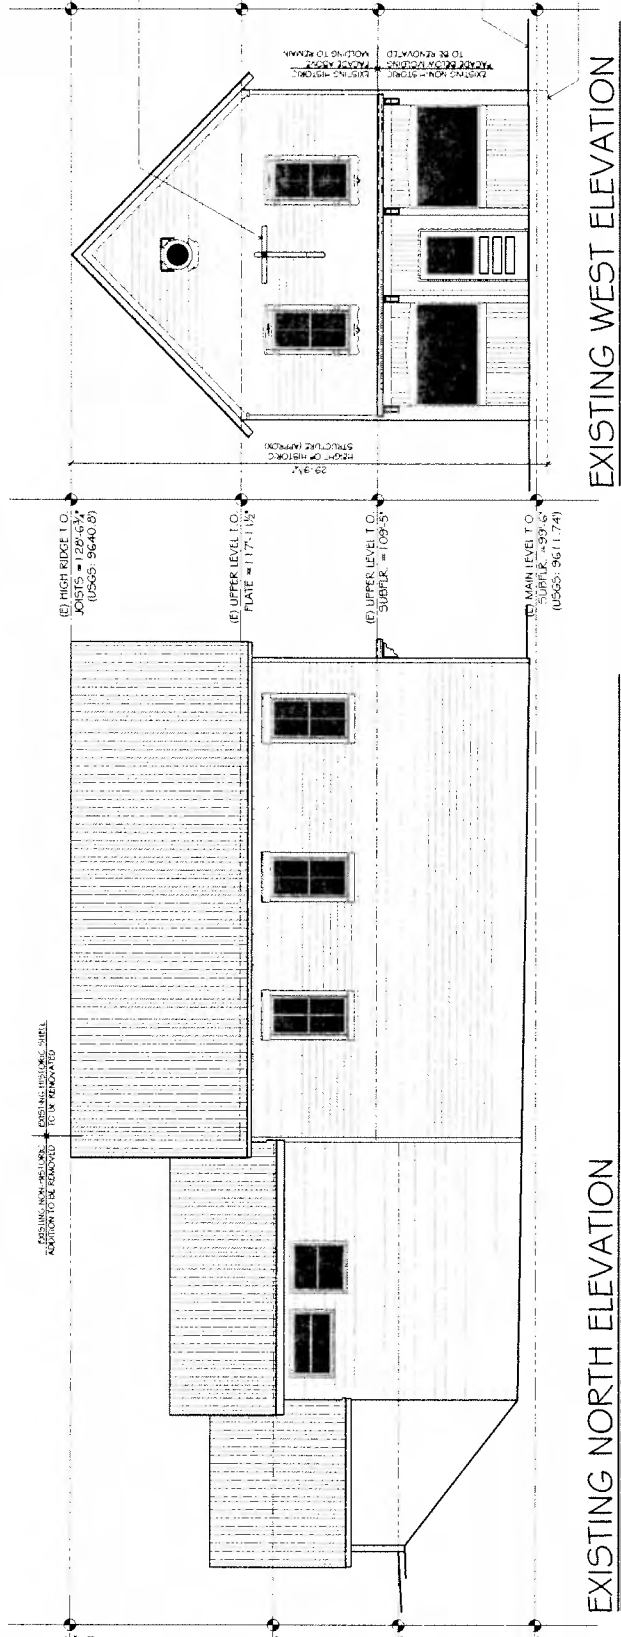 EXISTING NON-HISTORIC
ADDITION TO BE REMOVED
EXISTING HISTORIC SHELL
TO BE RENOVATED
(E) HIGH RIDGE T.O.
JOISTS = 128'-6¾"
(USGS: 9640.8')
(E) UPPER LEVEL T.O.
PLATE = 117'-11½"
(E) UPPER LEVEL T.O.
SUBFLR. = 109'-5"
(E) MAIN LEVEL T.O.
SUBFLR. = 99'-6"
(USGS: 9611.74')
EXISTING NORTH ELEVATION
HEIGHT OF HISTORIC
STRUCTURE (APPROX)
EXISTING HISTORIC
FACADE ABOVE
MOLDING TO REMAIN
EXISTING NON-HISTORIC
FACADE BELOW MOLDING
TO BE RENOVATED
EXISTING WEST ELEVATION